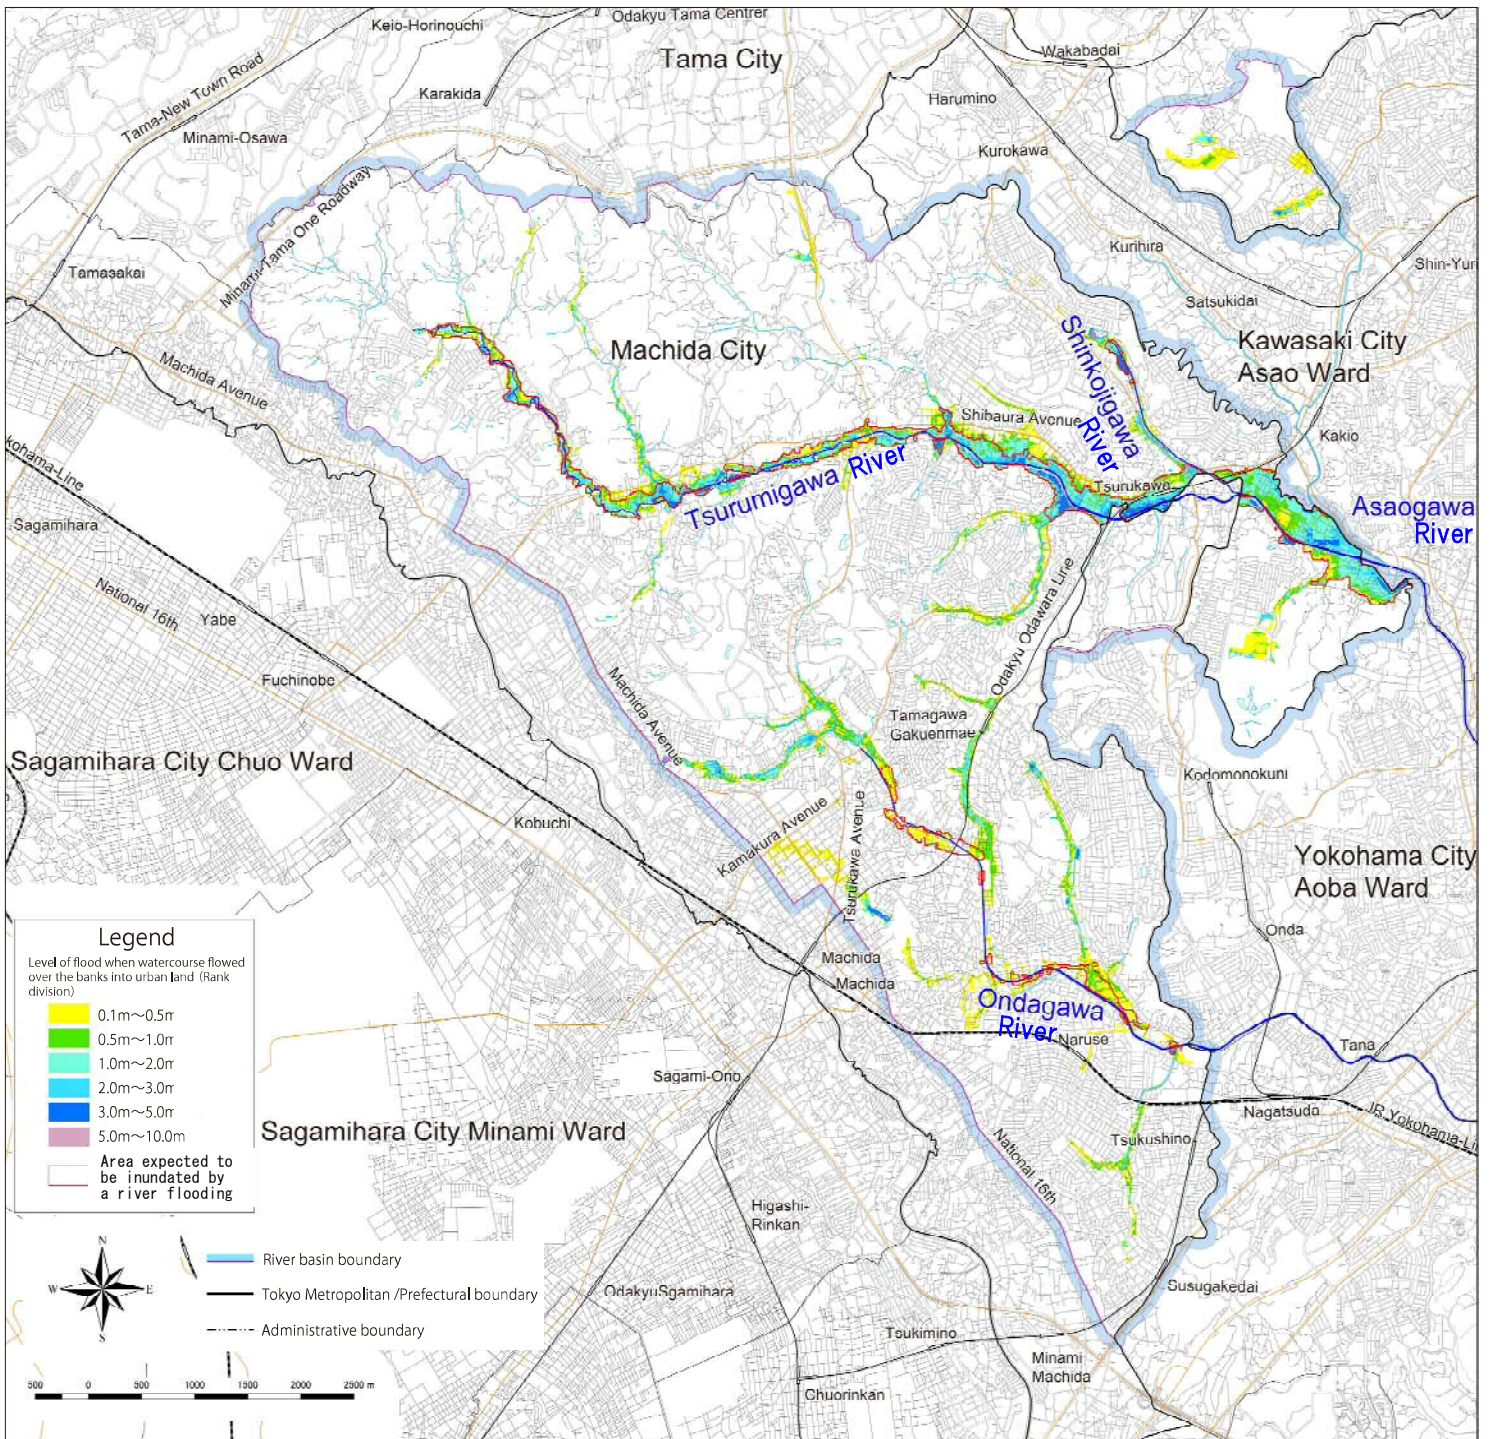 Odakyu Tama Centrer
Keio-Horinouchi
Tama City
Wakabadai
Tama-New Town Road
Karakida
Harumino
Minami-Osawa
Kurokawa
Minami-Tama One Roadway
Kurihira
Tamasakai
Shin-Yuri
Satsukidai
Shinkojigawa
River
Kawasaki City
Asao Ward
Machida City
Machida Avenue
Shibaura Avenue
Kakio
kohama-Line
Tsurumigawa River
Tsurukawa
Asaogawa
River
Sagamihara
National 16th
Yabe
Odakyu Odawara Line
Fuchinobe
Machida Avenue
Tamagawa
Gakuenmae
Sagamihara City Chuo Ward
Kodomonokuni
Kobuchi
Kamakura Avenue
Tsurukawa Avenue
Yokohama City
Aoba Ward
Onda
Machida
Machida
Ondagawa
River
Naruse
Tana
Sagami-Ono
Nagatsuda
JR Yokohama-Li
Sagamihara City Minami Ward
Tsukushino
National 16th
Higashi-
Rinkan
OdakyuSgamihara
Susugakedai
Tsukimino
Minami
Machida
Chuorinkan
Legend
Level of flood when watercourse flowed
over the banks into urban land (Rank
division)
0.1m～0.5m
0.5m～1.0m
1.0m～2.0m
2.0m～3.0m
3.0m～5.0m
5.0m～10.0m
Area expected to
be inundated by
a river flooding
N
W E
S
River basin boundary
Tokyo Metropolitan /Prefectural boundary
Administrative boundary
500 0 500 1000 1500 2000 2500 m